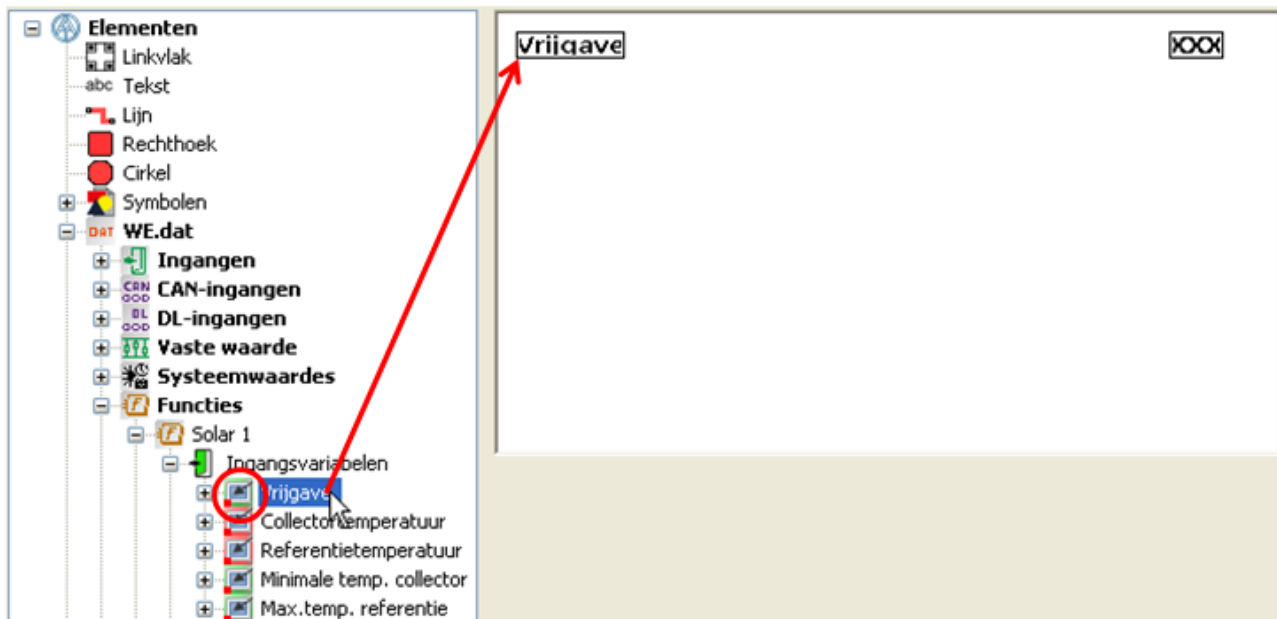 Elementen
Linkvlak
abc Tekst
Lijn
Rechthoek
Cirkel
Symbolen
DAT WE.dat
Ingangen
CAN-ingangen
DL-ingangen
Vaste waarde
Systeemwaardes
Functies
Solar 1
Ingangsvariabelen
Vrijgave
Collectortemperatuur
Referentietemperatuur
Minimale temp. collector
Max.temp. referentie
Vrijgave
XXX